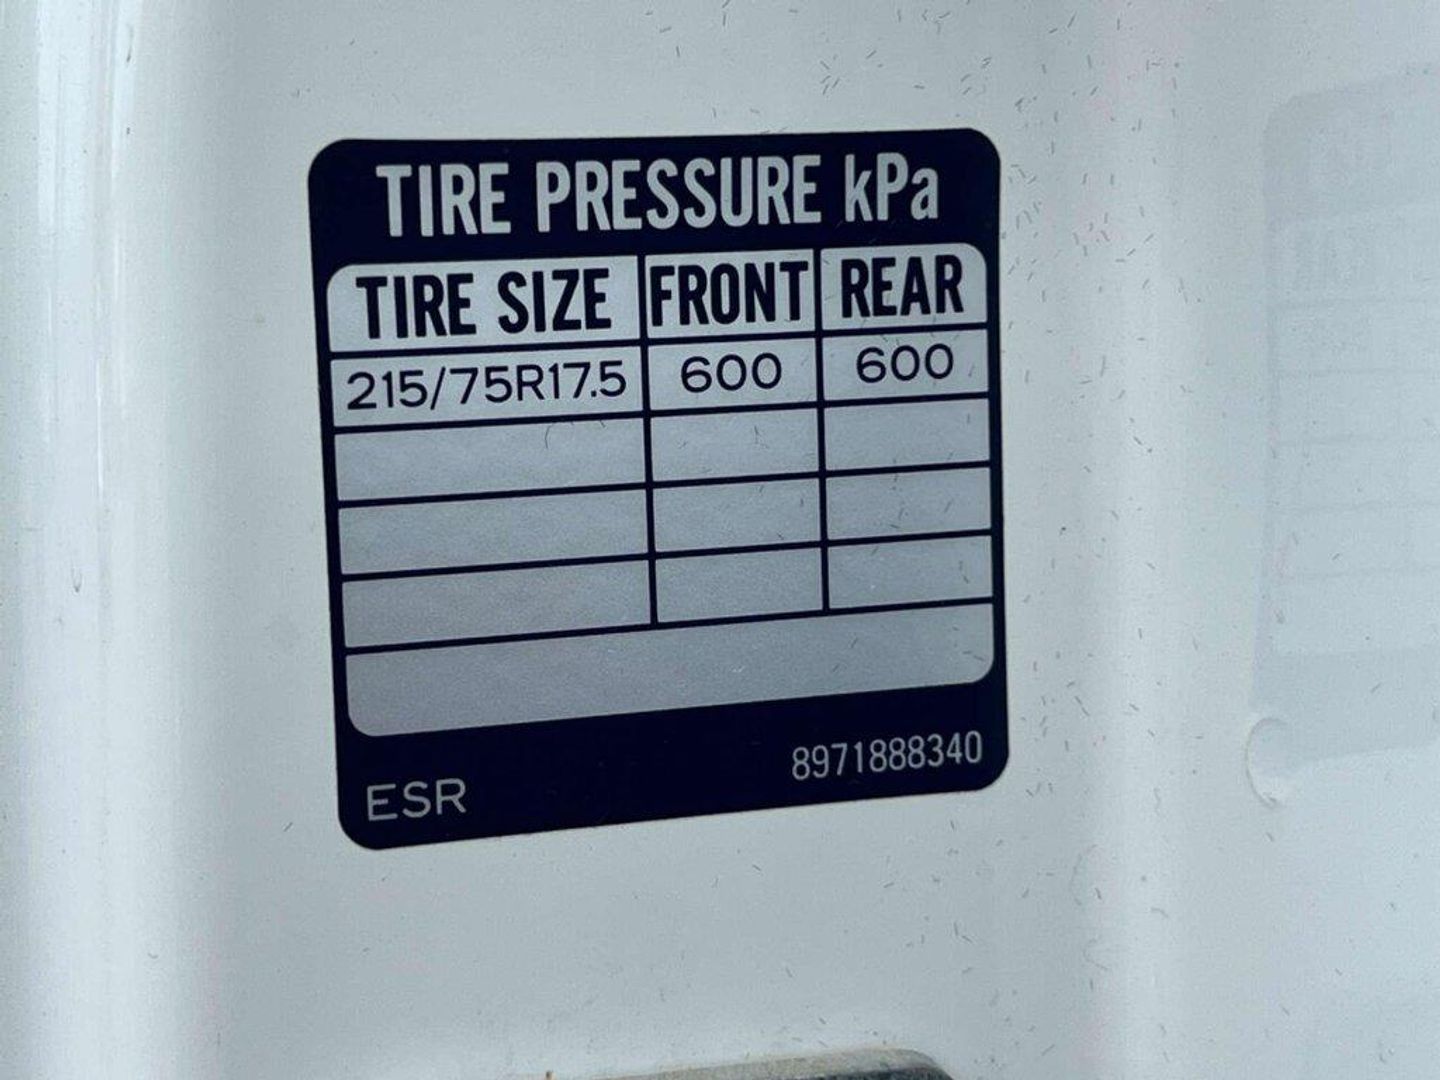 TIRE PRESSURE kPa
TIRE SIZE FRONT REAR
215/75R17.5 600 600
8971888340
ESR